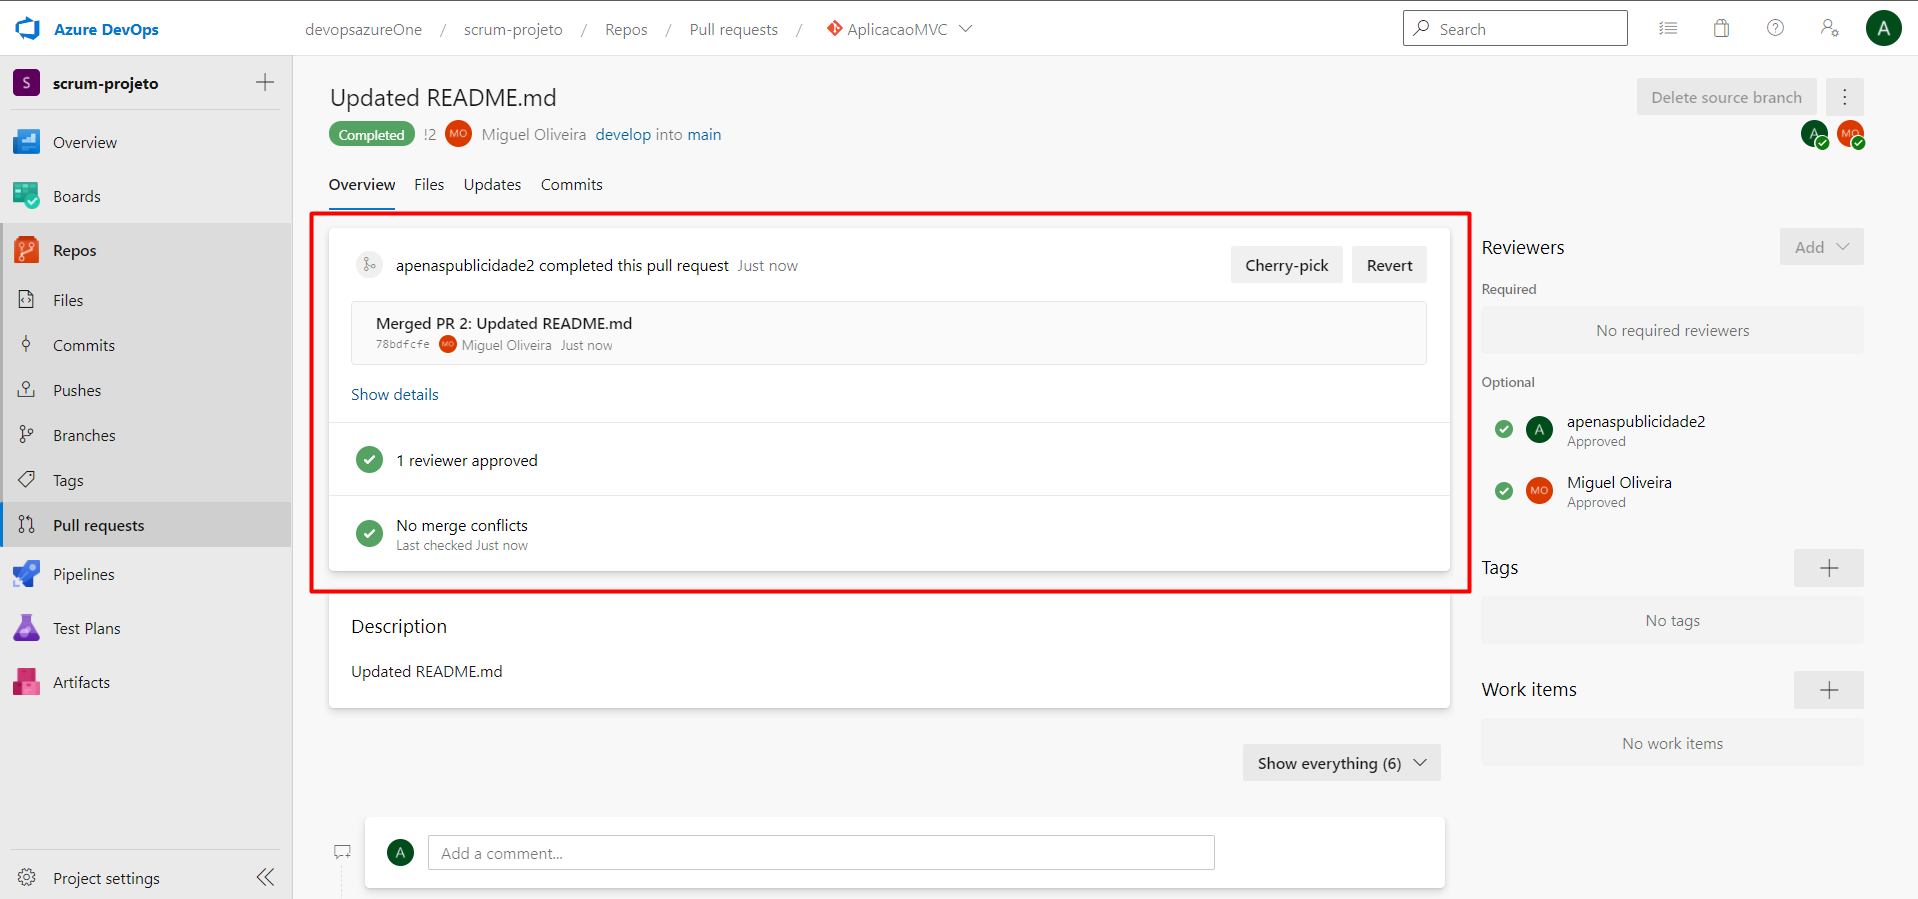 Azure DevOps
devopsazureOne / scrum-projeto / Repos / Pull requests / AplicacaoMVC
Search
A
S scrum-projeto
Overview
Boards
Repos
Files
Commits
Pushes
Branches
Tags
Pull requests
Pipelines
Test Plans
Artifacts
Project settings
Updated README.md
Delete source branch
Completed !2 MO Miguel Oliveira develop into main
A MO
Overview Files Updates Commits
apenaspublicidade2 completed this pull request Just now
Cherry-pick Revert
Merged PR 2: Updated README.md
78bdfcfe MO Miguel Oliveira Just now
Show details
1 reviewer approved
No merge conflicts
Last checked Just now
Description
Updated README.md
Show everything (6)
A Add a comment...
Reviewers
Add
Required
No required reviewers
Optional
A apenaspublicidade2
Approved
MO Miguel Oliveira
Approved
Tags
No tags
Work items
No work items